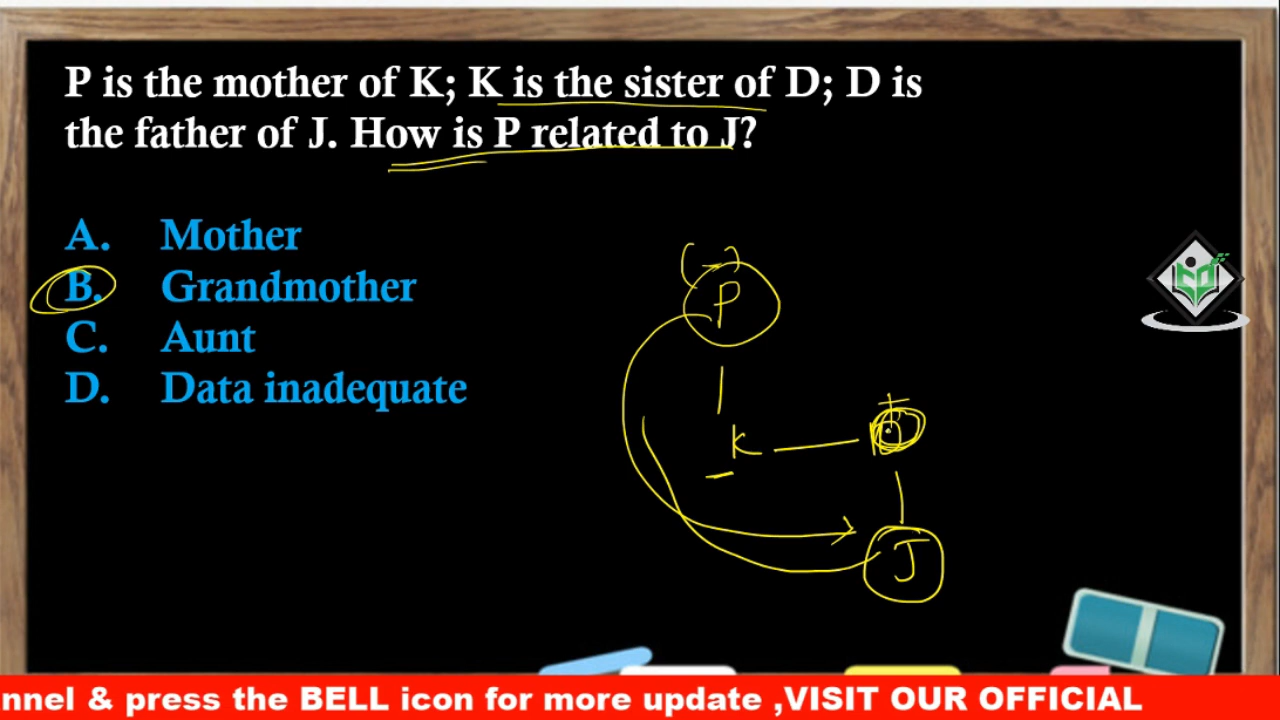 P is the mother of K; K is the sister of D; D is
the father of J. How is P related to J?
A. Mother
B. Grandmother
C. Aunt
D. Data inadequate
(-)
P
+
K
D
-
J
nnel & press the BELL icon for more update ,VISIT OUR OFFICIAL